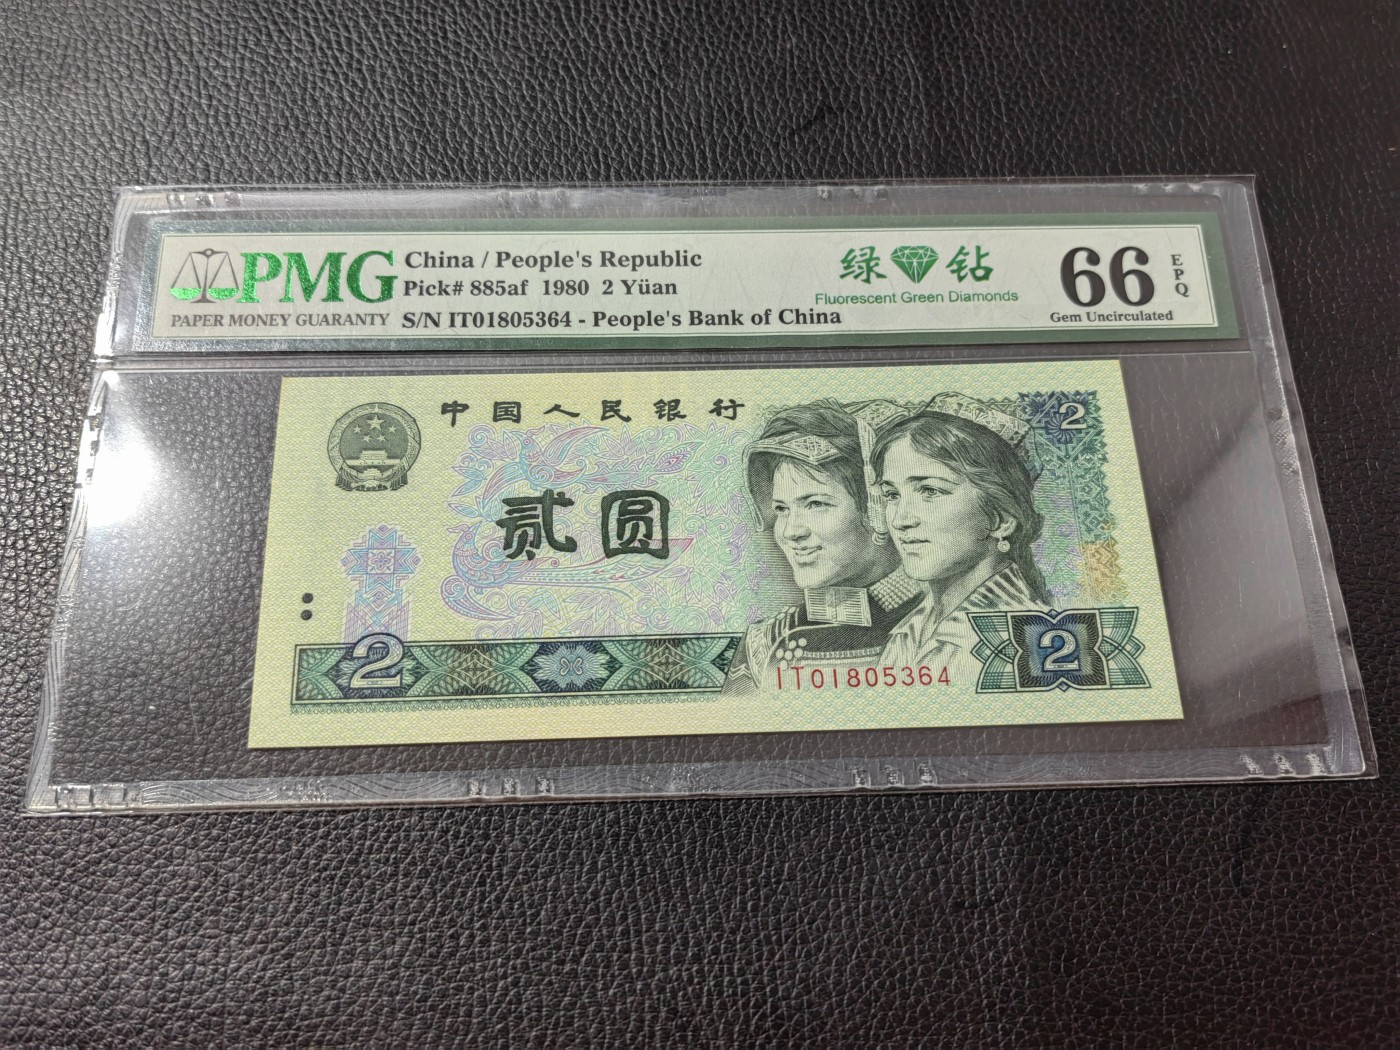 PMG
PAPER MONEY GUARANTY
China / People's Republic
Pick# 885af 1980 2 Yüan
S/N IT01805364 - People's Bank of China
绿钻
Fluorescent Green Diamonds
66
EPQ
Gem Uncirculated
中国人民银行
2
贰圆
2
IT01805364
2